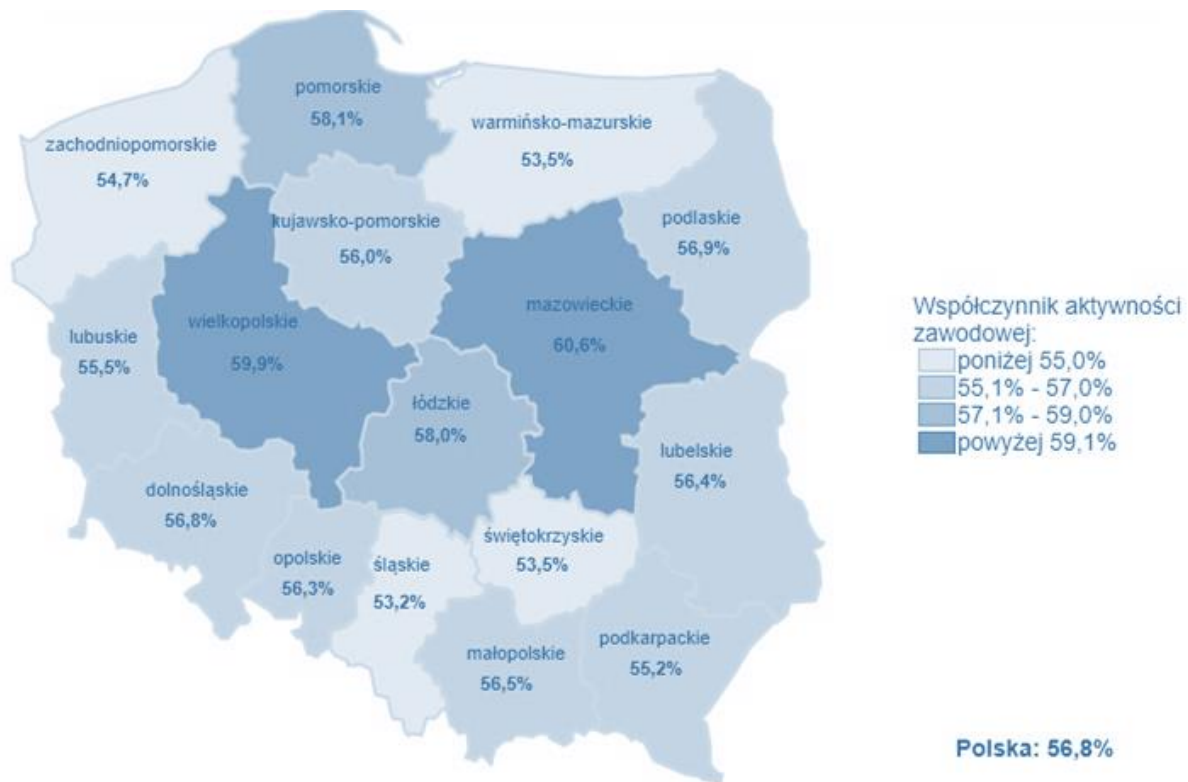 pomorskie
58,1%
warmińsko-mazurskie
53,5%
zachodniopomorskie
54,7%
kujawsko-pomorskie
56,0%
podlaskie
56,9%
mazowieckie
60,6%
wielkopolskie
59,9%
lubuskie
55,5%
łódzkie
58,0%
lubelskie
56,4%
dolnośląskie
56,8%
opolskie
56,3%
śląskie
53,2%
świętokrzyskie
53,5%
małopolskie
56,5%
podkarpackie
55,2%
Współczynnik aktywności
zawodowej:
poniżej 55,0%
55,1% - 57,0%
57,1% - 59,0%
powyżej 59,1%
Polska: 56,8%